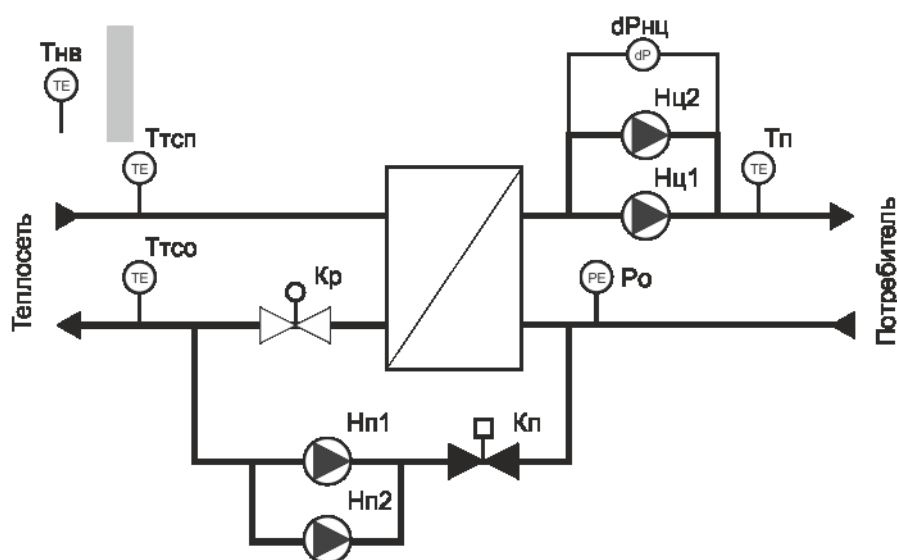 dPнц
Тнв
dP
TE
Нц2
Ттсп
Тп
TE
TE
Нц1
Теплосеть
Ттсо
Потребитель
TE
Кр
PE
Ро
Нп1
Кп
Нп2